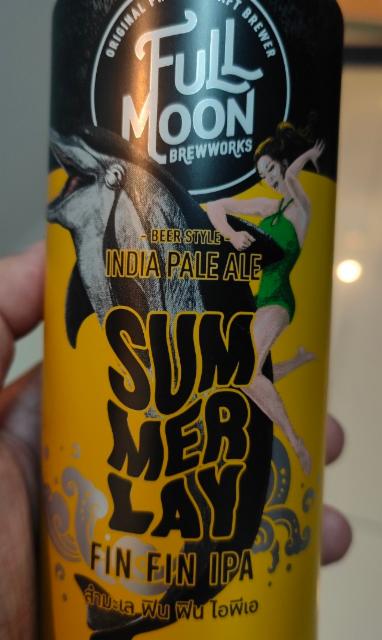 ORIGINAL PHUKET CRAFT BREWER
FULL
MOON
BREWWORKS
- BEER STYLE -
INDIA PALE ALE
SUM
MER
LAY
FIN FIN IPA
สำมะเล ฟิน ฟิน ไอพีเอ